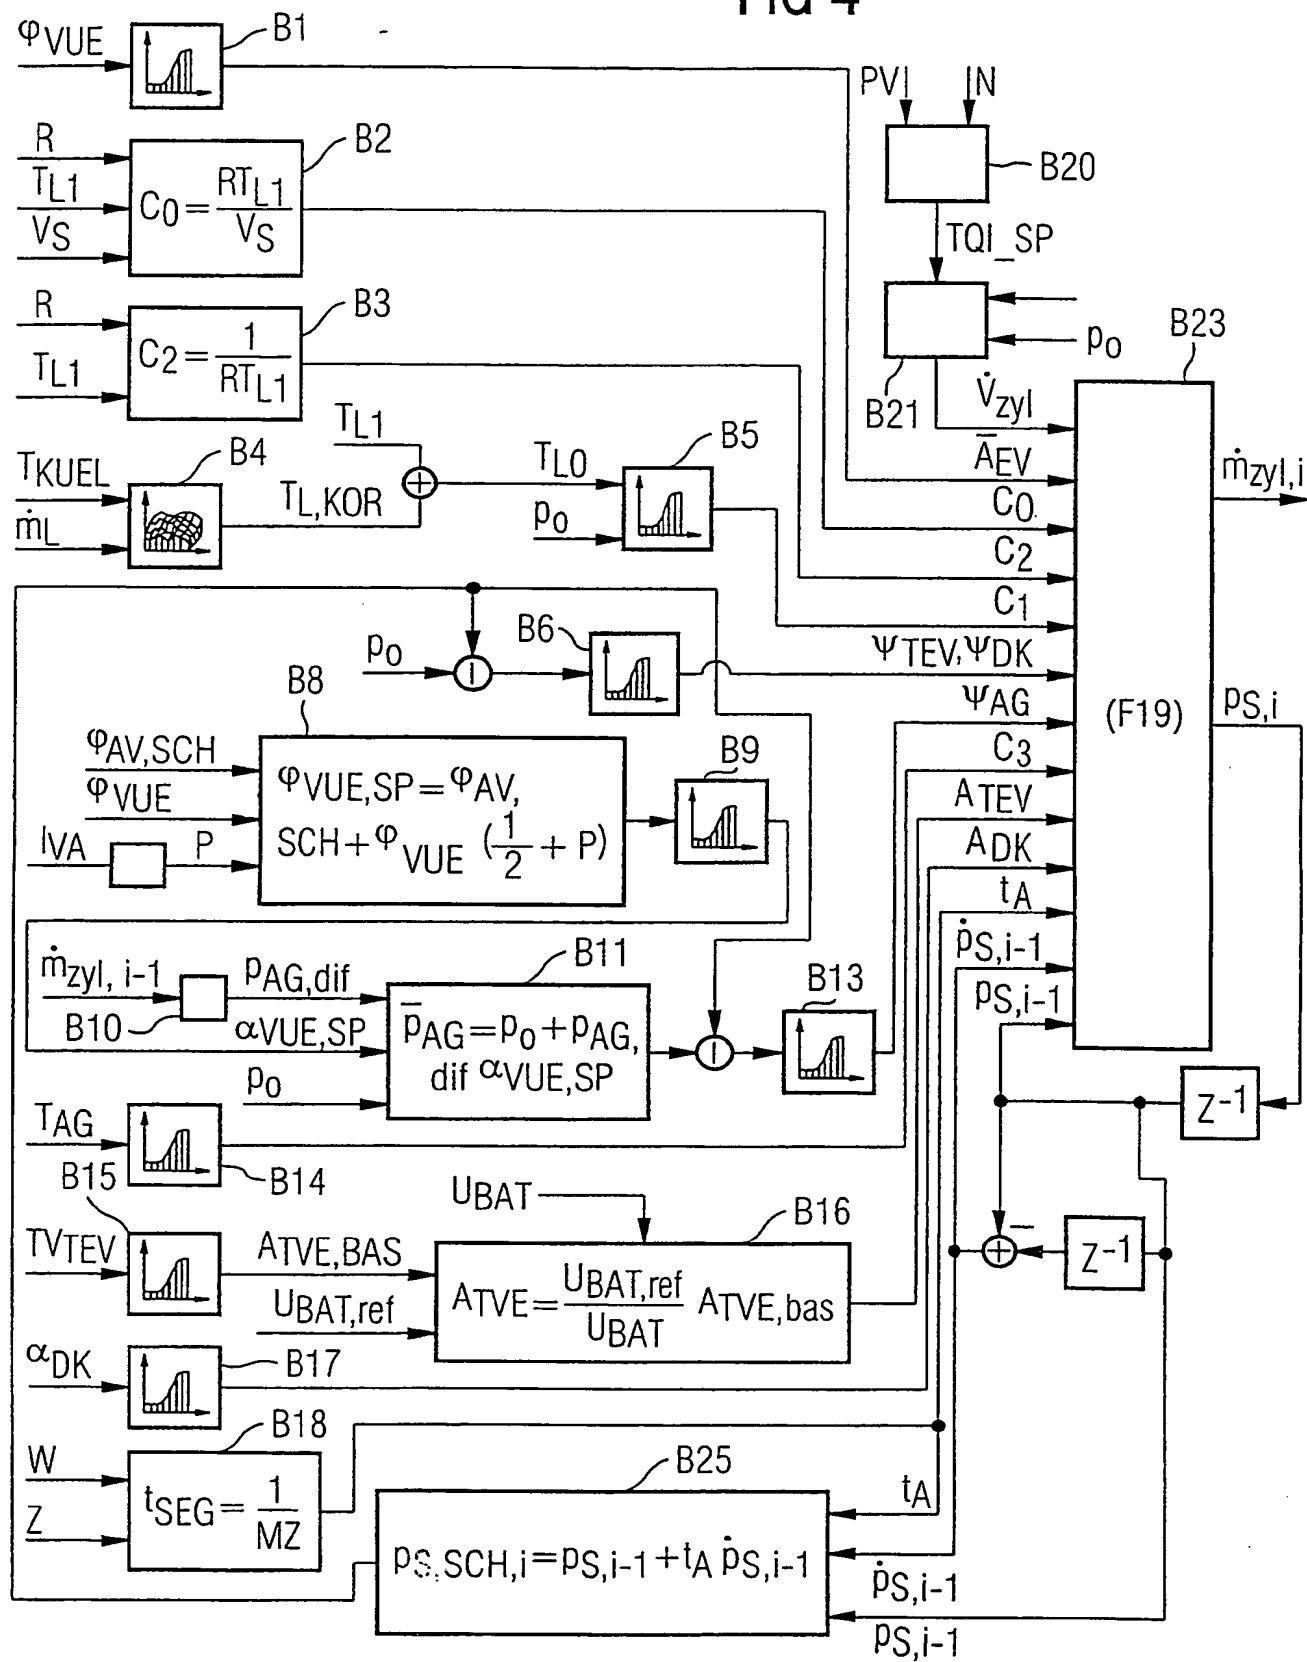 FIG 4
φVUE
B1
R
TL1
VS
C0 = RTL1 / VS
B2
R
TL1
C2 = 1 / RTL1
B3
TKUEL
ṁL
B4
TL,KOR
TL1
TL0
p0
B5
PV
N
B20
TQI_SP
p0
B21
V̇zyl
B23
A̅EV
C0
C2
C1
ΨTEV,ΨDK
ΨAG
C3
ATEV
ADK
tA
ṗS,i-1
pS,i-1
(F19)
ṁzyl,i
pS,i
p0
B6
B8
φAV,SCH
φVUE
IVA
P
φVUE,SP = φAV,
SCH + φVUE (1/2 + P)
B9
ṁzyl, i-1
B10
pAG,dif
αVUE,SP
p0
B11
p̅AG = p0 + pAG,
dif αVUE,SP
B13
TAG
B14
B15
TVTEV
ATVE,BAS
UBAT,ref
UBAT
B16
ATVE = UBAT,ref / UBAT ATVE,bas
αDK
B17
Z-1
−
Z-1
W
Z
B18
tSEG = 1 / MZ
B25
pS,SCH,i = pS,i-1 + tA ṗS,i-1
tA
ṗS,i-1
pS,i-1